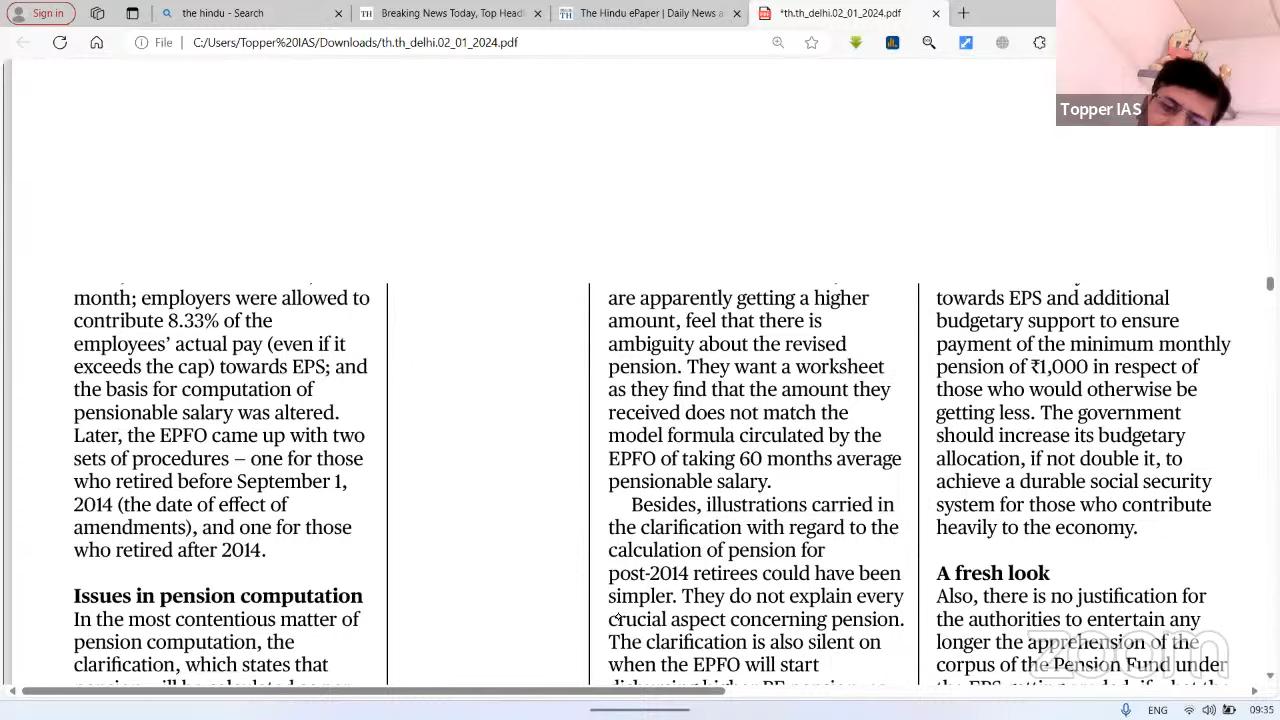 Sign in
the hindu - Search
Breaking News Today, Top Head
The Hindu ePaper | Daily News
*th.th_delhi.02_01_2024.pdf
File
C:/Users/Topper%20IAS/Downloads/th.th_delhi.02_01_2024.pdf
Topper IAS
month; employers were allowed to
contribute 8.33% of the
employees’ actual pay (even if it
exceeds the cap) towards EPS; and
the basis for computation of
pensionable salary was altered.
Later, the EPFO came up with two
sets of procedures — one for those
who retired before September 1,
2014 (the date of effect of
amendments), and one for those
who retired after 2014.
Issues in pension computation
In the most contentious matter of
pension computation, the
clarification, which states that
are apparently getting a higher
amount, feel that there is
ambiguity about the revised
pension. They want a worksheet
as they find that the amount they
received does not match the
model formula circulated by the
EPFO of taking 60 months average
pensionable salary.
Besides, illustrations carried in
the clarification with regard to the
calculation of pension for
post-2014 retirees could have been
simpler. They do not explain every
crucial aspect concerning pension.
The clarification is also silent on
when the EPFO will start
towards EPS and additional
budgetary support to ensure
payment of the minimum monthly
pension of ₹1,000 in respect of
those who would otherwise be
getting less. The government
should increase its budgetary
allocation, if not double it, to
achieve a durable social security
system for those who contribute
heavily to the economy.
A fresh look
Also, there is no justification for
the authorities to entertain any
longer the apprehension of the
corpus of the Pension Fund under
zoom
ENG
09:35